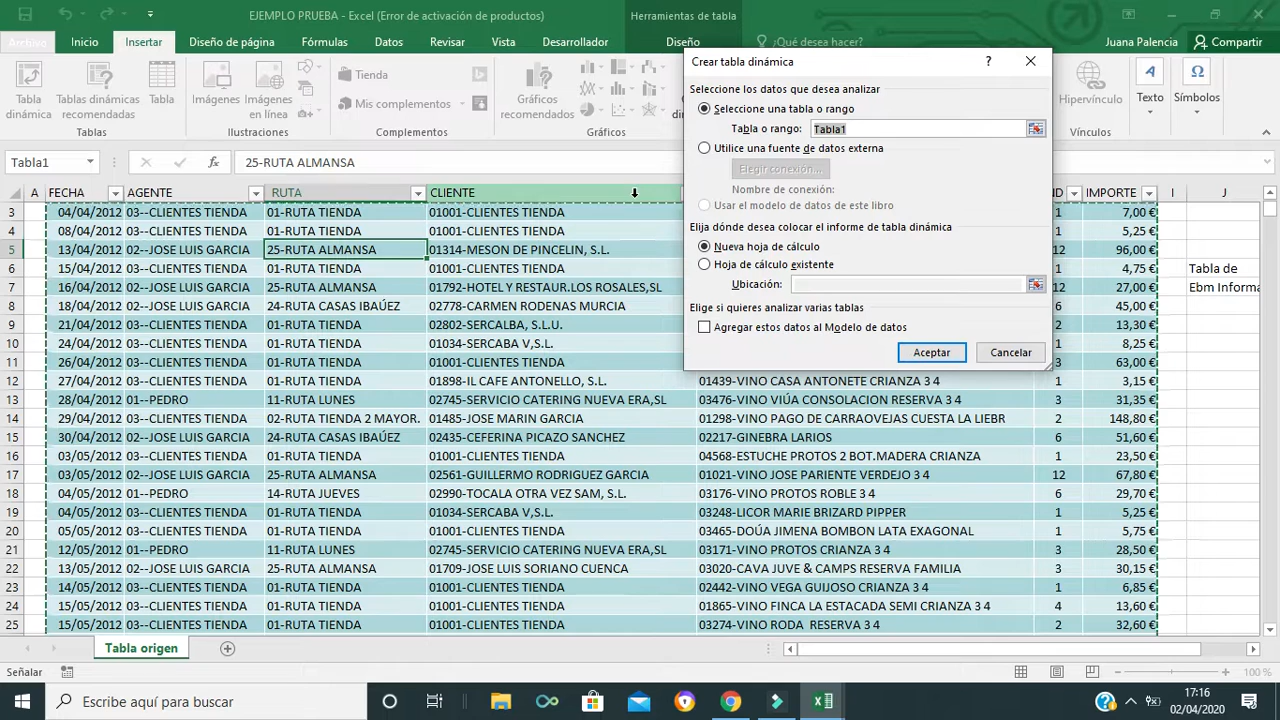 EJEMPLO PRUEBA - Excel (Error de activación de productos)
Herramientas de tabla
Archivo Inicio Insertar Diseño de página Fórmulas Datos Revisar Vista Desarrollador Diseño ¿Qué desea hacer? Juana Palencia Compartir
Tabla dinámica
Tablas dinámicas recomendadas
Tabla
Imágenes
Imágenes en línea
Tienda
Mis complementos
Gráficos recomendados
Hipervínculo
Texto
Símbolos
Tablas Ilustraciones Complementos Gráficos Vínculos
Tabla1 fx 25-RUTA ALMANSA
Crear tabla dinámica ?
Seleccione los datos que desea analizar
Seleccione una tabla o rango
Tabla o rango: Tabla1
Utilice una fuente de datos externa
Elegir conexión...
Nombre de conexión:
Usar el modelo de datos de este libro
Elija dónde desea colocar el informe de tabla dinámica
Nueva hoja de cálculo
Hoja de cálculo existente
Ubicación:
Elige si quieres analizar varias tablas
Agregar estos datos al Modelo de datos
Aceptar Cancelar
A FECHA AGENTE RUTA CLIENTE IMPORTE I J
3 04/04/2012 03--CLIENTES TIENDA 01-RUTA TIENDA 01001-CLIENTES TIENDA 1 7,00 €
4 08/04/2012 03--CLIENTES TIENDA 01-RUTA TIENDA 01001-CLIENTES TIENDA 1 5,25 €
5 13/04/2012 02--JOSE LUIS GARCIA 25-RUTA ALMANSA 01314-MESON DE PINCELIN, S.L. 12 96,00 €
6 15/04/2012 03--CLIENTES TIENDA 01-RUTA TIENDA 01001-CLIENTES TIENDA 1 4,75 € Tabla de
7 16/04/2012 02--JOSE LUIS GARCIA 25-RUTA ALMANSA 01792-HOTEL Y RESTAUR.LOS ROSALES,SL 12 27,00 € Ebm Informa
8 18/04/2012 02--JOSE LUIS GARCIA 24-RUTA CASAS IBAÚEZ 02778-CARMEN RODENAS MURCIA 6 45,00 €
9 21/04/2012 03--CLIENTES TIENDA 01-RUTA TIENDA 02802-SERCALBA, S.L.U. 2 13,30 €
10 24/04/2012 03--CLIENTES TIENDA 01-RUTA TIENDA 01034-SERCABA V,S.L. 1 8,25 €
11 26/04/2012 03--CLIENTES TIENDA 01-RUTA TIENDA 01001-CLIENTES TIENDA 3 63,00 €
12 27/04/2012 03--CLIENTES TIENDA 01-RUTA TIENDA 01898-IL CAFE ANTONELLO, S.L. 01439-VINO CASA ANTONETE CRIANZA 3 4 1 3,15 €
13 28/04/2012 01--PEDRO 11-RUTA LUNES 02745-SERVICIO CATERING NUEVA ERA,SL 03476-VINO VIÚA CONSOLACION RESERVA 3 4 3 31,35 €
14 29/04/2012 03--CLIENTES TIENDA 02-RUTA TIENDA 2 MAYOR. 01485-JOSE MARIN GARCIA 01298-VINO PAGO DE CARRAOVEJAS CUESTA LA LIEBR 4 148,80 €
15 30/04/2012 02--JOSE LUIS GARCIA 24-RUTA CASAS IBAÚEZ 02435-CEFERINA PICAZO SANCHEZ 02217-GINEBRA LARIOS 6 51,60 €
16 03/05/2012 03--CLIENTES TIENDA 01-RUTA TIENDA 01001-CLIENTES TIENDA 04568-ESTUCHE PROTOS 2 BOT.MADERA CRIANZA 1 23,50 €
17 03/05/2012 02--JOSE LUIS GARCIA 25-RUTA ALMANSA 02561-GUILLERMO RODRIGUEZ GARCIA 01021-VINO JOSE PARIENTE VERDEJO 3 4 12 67,80 €
18 04/05/2012 01--PEDRO 14-RUTA JUEVES 02990-TOCALA OTRA VEZ SAM, S.L. 03176-VINO PROTOS ROBLE 3 4 6 29,70 €
19 04/05/2012 03--CLIENTES TIENDA 01-RUTA TIENDA 01034-SERCABA V,S.L. 03248-LICOR MARIE BRIZARD PIPPER 1 5,25 €
20 05/05/2012 03--CLIENTES TIENDA 01-RUTA TIENDA 01001-CLIENTES TIENDA 03465-DOÚA JIMENA BOMBON LATA EXAGONAL 1 5,75 €
21 12/05/2012 01--PEDRO 11-RUTA LUNES 02745-SERVICIO CATERING NUEVA ERA,SL 03171-VINO PROTOS CRIANZA 3 4 3 28,50 €
22 13/05/2012 02--JOSE LUIS GARCIA 25-RUTA ALMANSA 01709-JOSE LUIS SORIANO CUENCA 03020-CAVA JUVE & CAMPS RESERVA FAMILIA 3 30,15 €
23 14/05/2012 03--CLIENTES TIENDA 01-RUTA TIENDA 01001-CLIENTES TIENDA 02442-VINO VEGA GUIJOSO CRIANZA 3 4 1 6,85 €
24 15/05/2012 03--CLIENTES TIENDA 01-RUTA TIENDA 01001-CLIENTES TIENDA 01865-VINO FINCA LA ESTACADA SEMI CRIANZA 3 4 4 13,60 €
25 15/05/2012 03--CLIENTES TIENDA 01-RUTA TIENDA 01001-CLIENTES TIENDA 03274-VINO RODA RESERVA 3 4 2 32,60 €
Tabla origen
Señalar 100 %
Escribe aquí para buscar
17:16
02/04/2020